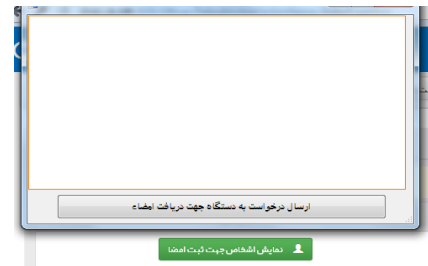 ارسال درخواست به دستگاه جهت دریافت امضاء
نمایش اشخاص جهت ثبت امضا